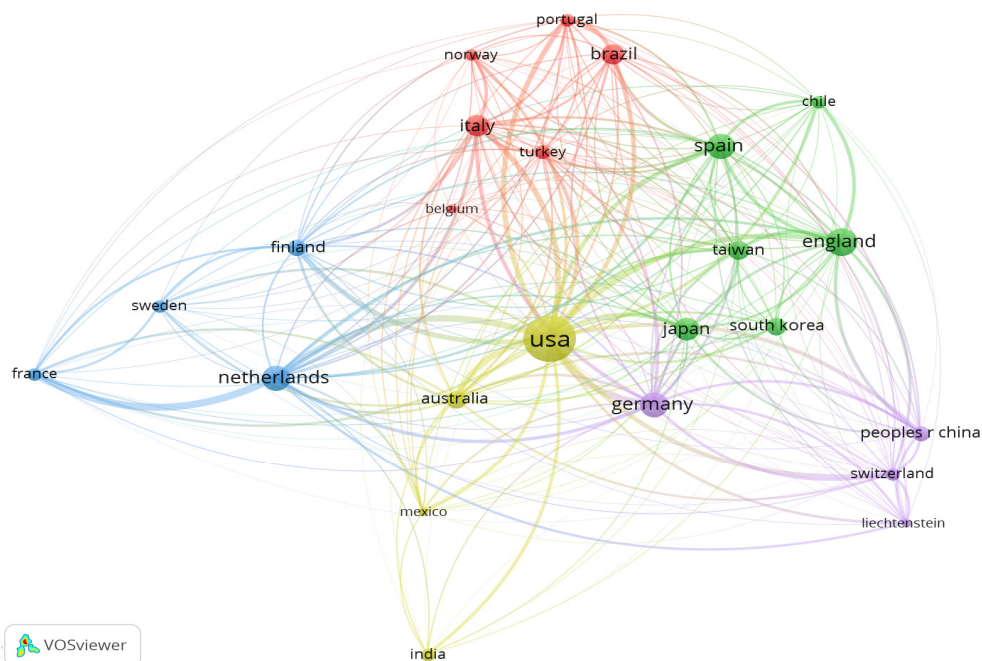 portugal
norway
brazil
chile
italy
turkey
spain
belgium
finland
england
taiwan
sweden
japan
south korea
usa
france
netherlands
australia
germany
peoples r china
switzerland
mexico
liechtenstein
VOSviewer
india